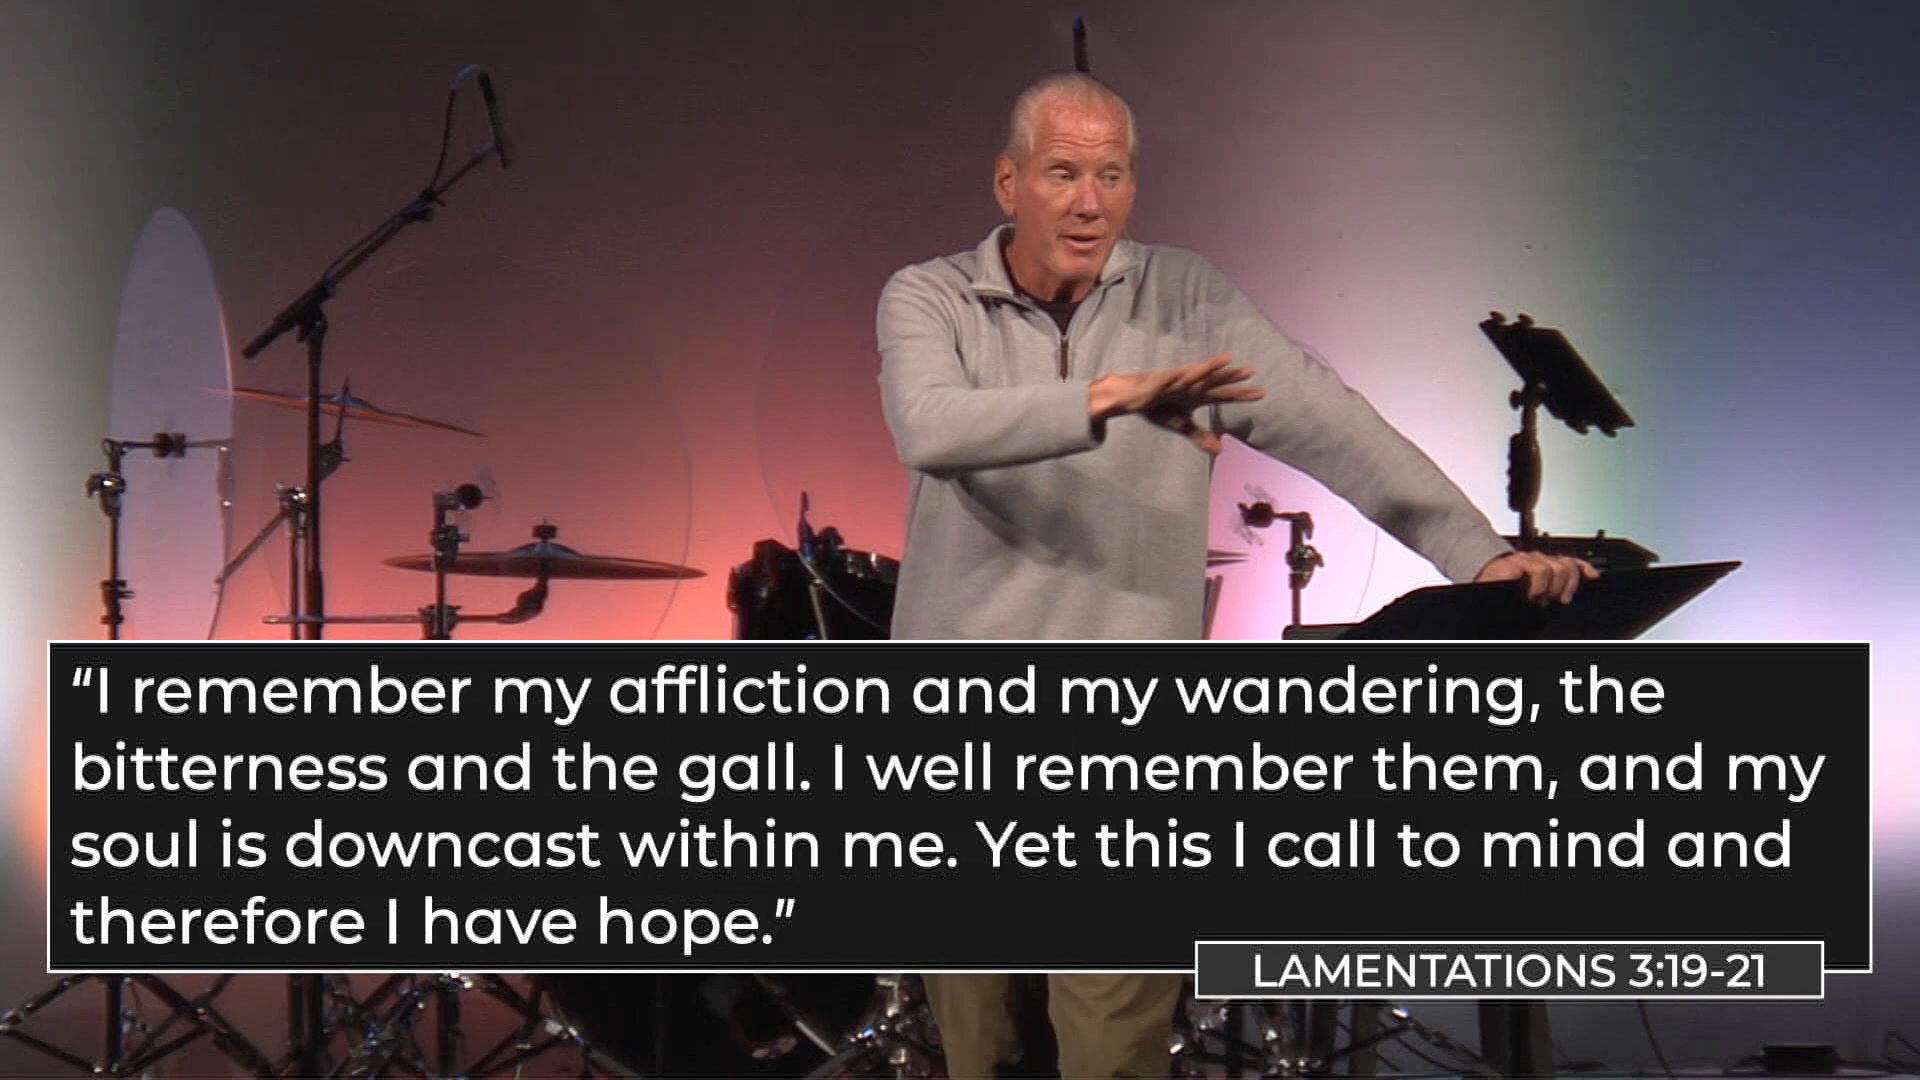 “I remember my affliction and my wandering, the
bitterness and the gall. I well remember them, and my
soul is downcast within me. Yet this I call to mind and
therefore I have hope.”
LAMENTATIONS 3:19-21